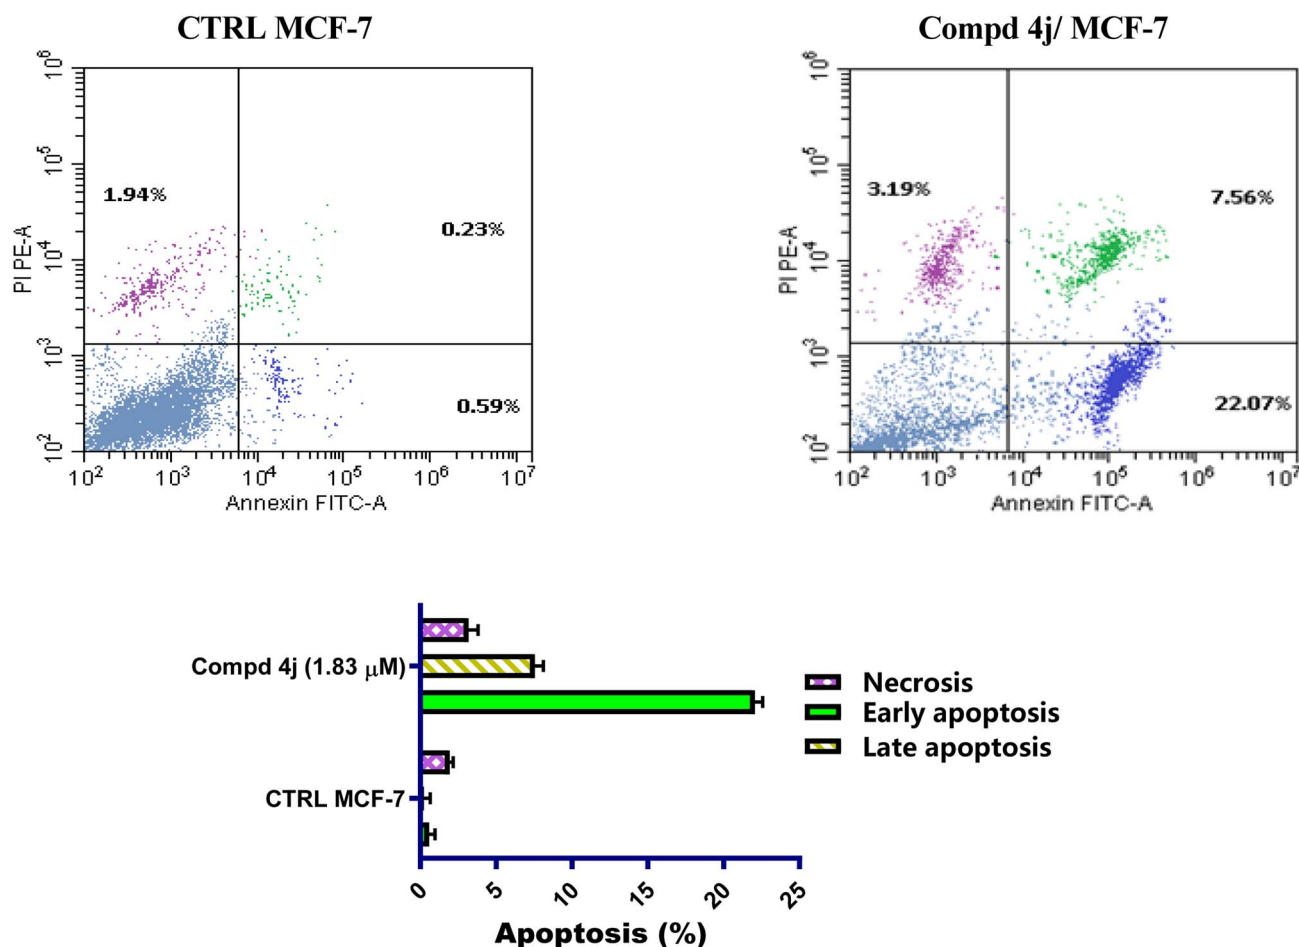 CTRL MCF-7
Compd 4j/ MCF-7
PI PE-A
10^6
10^5
10^4
10^3
10^2
1.94%
0.23%
0.59%
10^2 10^3 10^4 10^5 10^6 10^7
Annexin FITC-A
PI PE-A
10^6
10^5
10^4
10^3
10^2
3.19%
7.56%
22.07%
10^2 10^3 10^4 10^5 10^6 10^7
Annexin FITC-A
Compd 4j (1.83 μM)
CTRL MCF-7
0 5 10 15 20 25
Apoptosis (%)
Necrosis
Early apoptosis
Late apoptosis